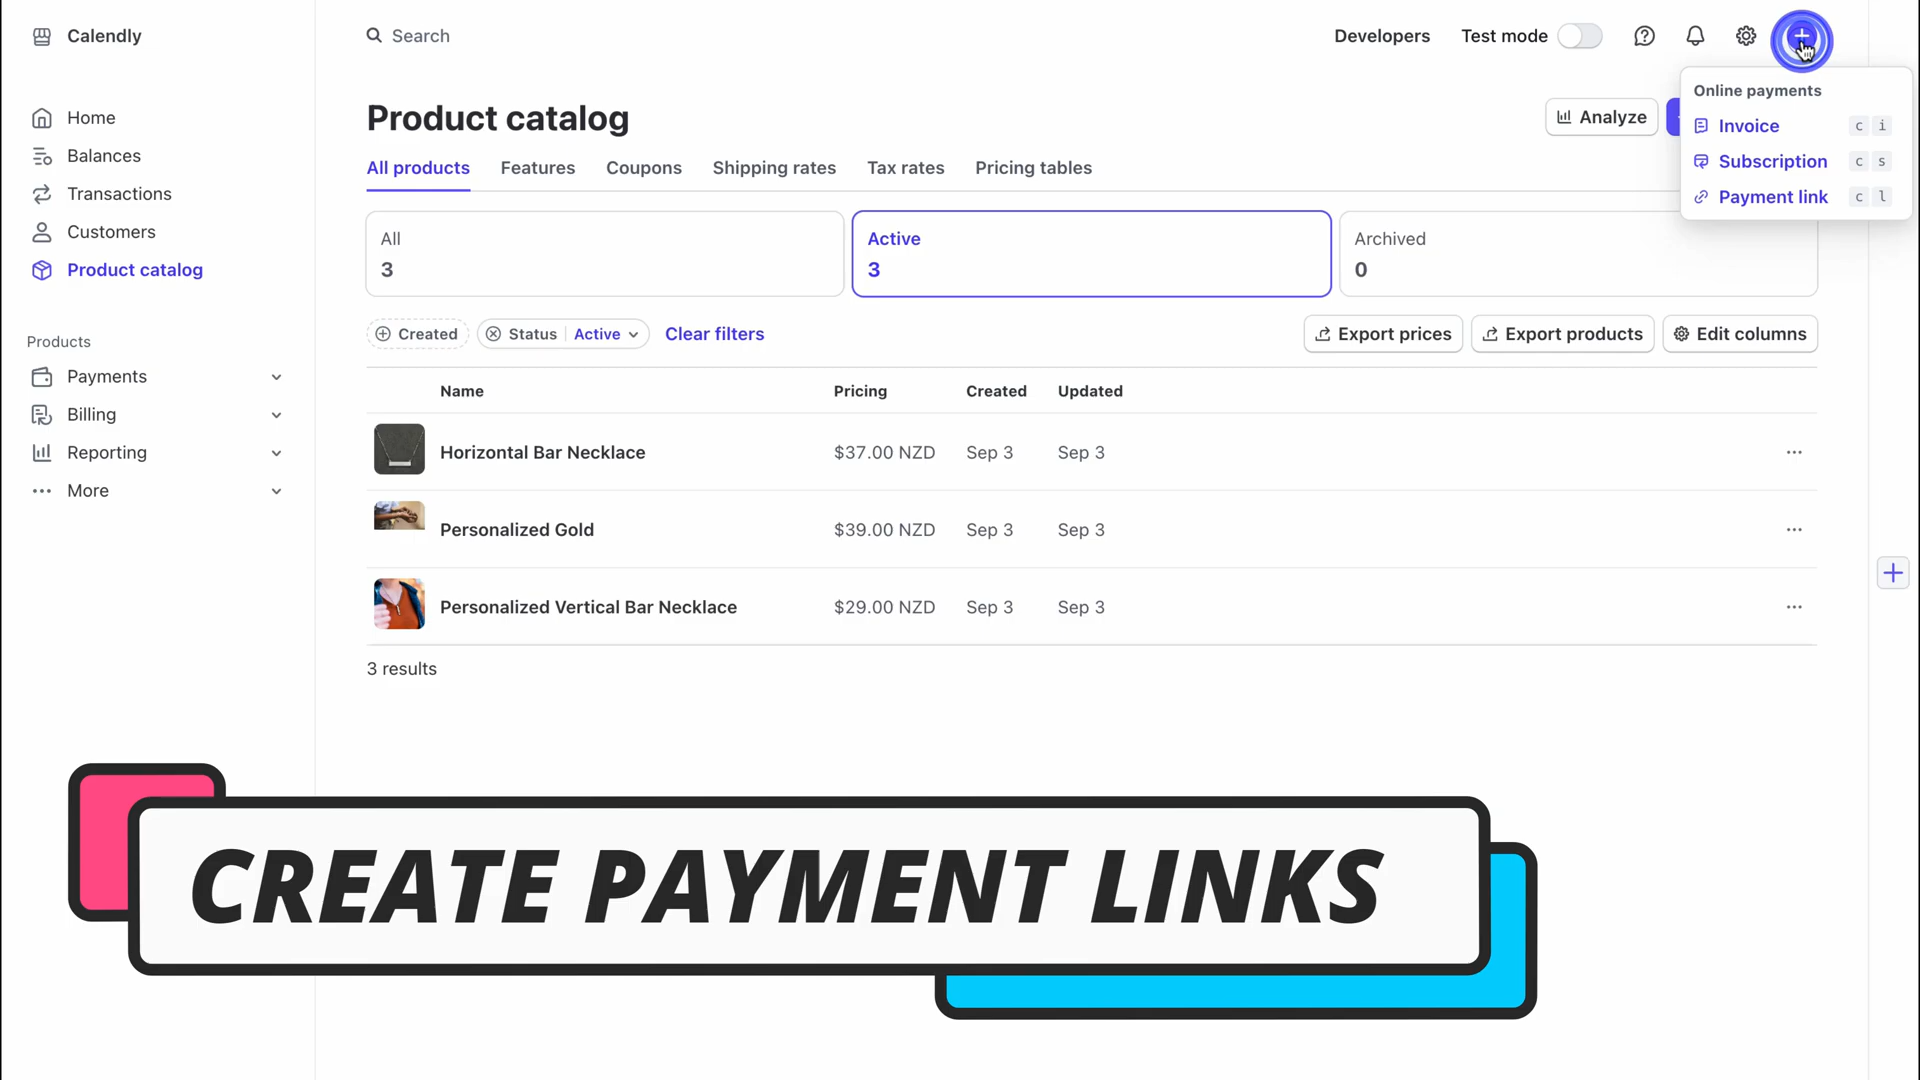 Calendly
Search
Developers
Test mode
Home
Balances
Transactions
Customers
Product catalog
Products
Payments
Billing
Reporting
More
Product catalog
Analyze
Online payments
Invoice c i
Subscription c s
Payment link c l
All products Features Coupons Shipping rates Tax rates Pricing tables
All
3
Active
3
Archived
0
Created
Status Active
Clear filters
Export prices
Export products
Edit columns
Name Pricing Created Updated
Horizontal Bar Necklace $37.00 NZD Sep 3 Sep 3
Personalized Gold $39.00 NZD Sep 3 Sep 3
Personalized Vertical Bar Necklace $29.00 NZD Sep 3 Sep 3
3 results
CREATE PAYMENT LINKS